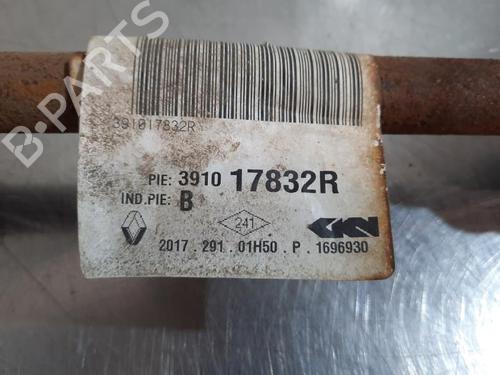 B-PARTS
391017832R
PIE: 3910 17832R
IND.PIE: B
241
GKN
2017 . 291 . 01H50 . P . 1696930